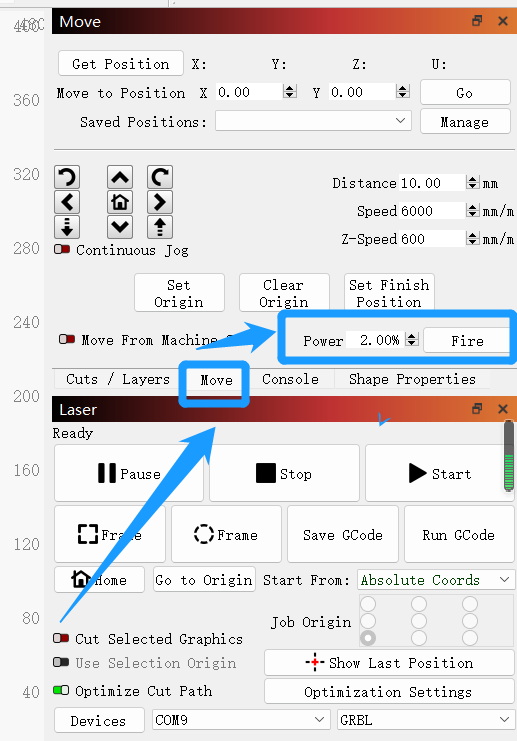 Move
400
Get Position X: Y: Z: U:
360
Move to Position X 0.00 Y 0.00 Go
Saved Positions: Manage
320
Distance 10.00 mm
Speed 6000 mm/m
280
Z-Speed 600 mm/m
Continuous Jog
Set Origin
Clear Origin
Set Finish Position
240
Move From Machine
Power 2.00% Fire
200
Cuts / Layers Move Console Shape Properties
Laser
Ready
160
Pause Stop Start
120
Frame Frame Save GCode Run GCode
Home Go to Origin Start From: Absolute Coords
80
Job Origin
Cut Selected Graphics
Use Selection Origin Show Last Position
40
Optimize Cut Path Optimization Settings
Devices COM9 GRBL